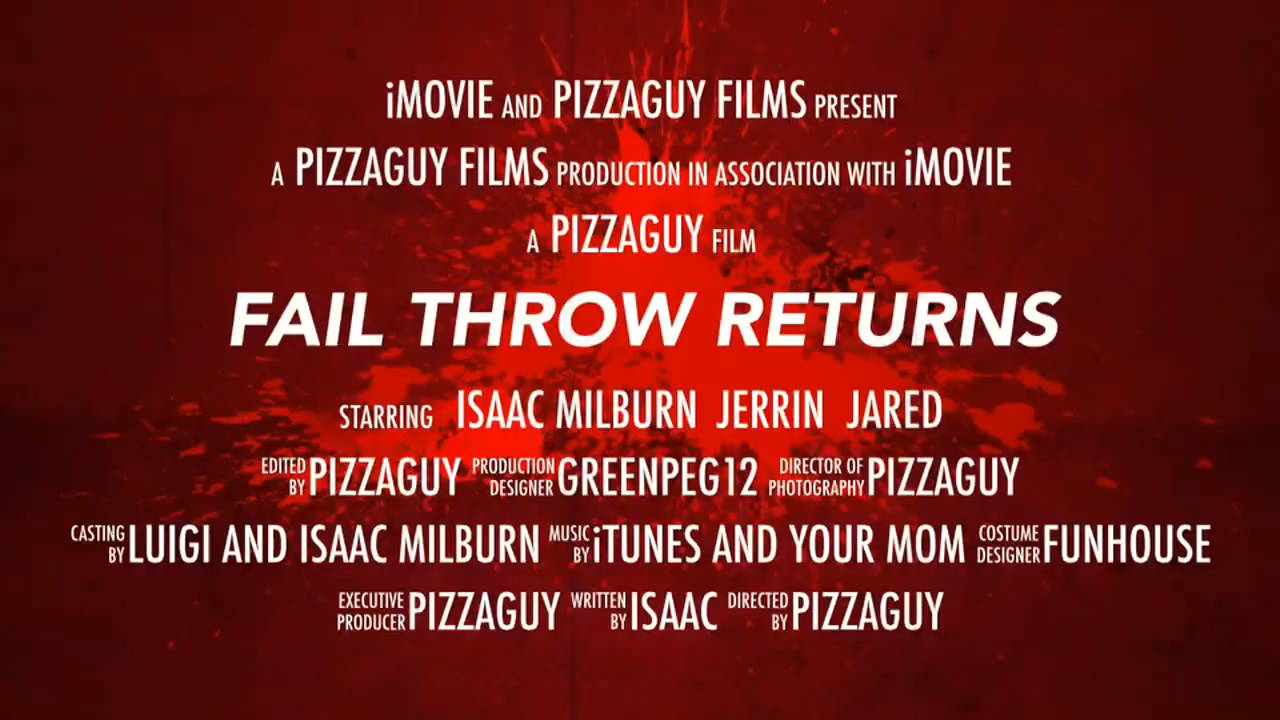 iMOVIE AND PIZZAGUY FILMS PRESENT
A PIZZAGUY FILMS PRODUCTION IN ASSOCIATION WITH iMOVIE
A PIZZAGUY FILM
FAIL THROW RETURNS
STARRING ISAAC MILBURN JERRIN JARED
EDITED BY PIZZAGUY PRODUCTION DESIGNER GREENPEG12 DIRECTOR OF PHOTOGRAPHY PIZZAGUY
CASTING BY LUIGI AND ISAAC MILBURN MUSIC BY iTUNES AND YOUR MOM COSTUME DESIGNER FUNHOUSE
EXECUTIVE PRODUCER PIZZAGUY WRITTEN BY ISAAC DIRECTED BY PIZZAGUY